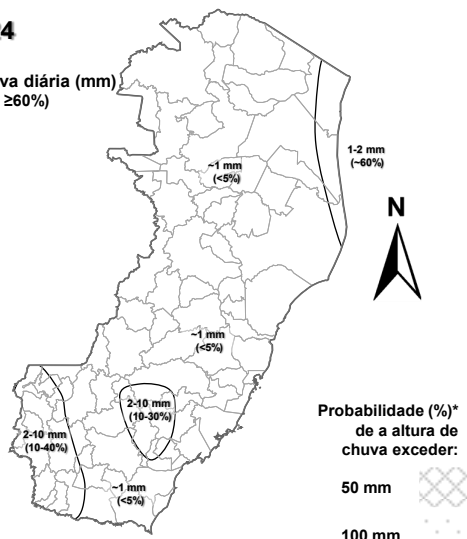 4
va diária (mm)
≥60%)
1-2 mm
(~60%)
~1 mm
(<5%)
N
~1 mm
(<5%)
2-10 mm
(10-30%)
2-10 mm
(10-40%)
~1 mm
(<5%)
Probabilidade (%)*
de a altura de
chuva exceder:
50 mm
100 mm